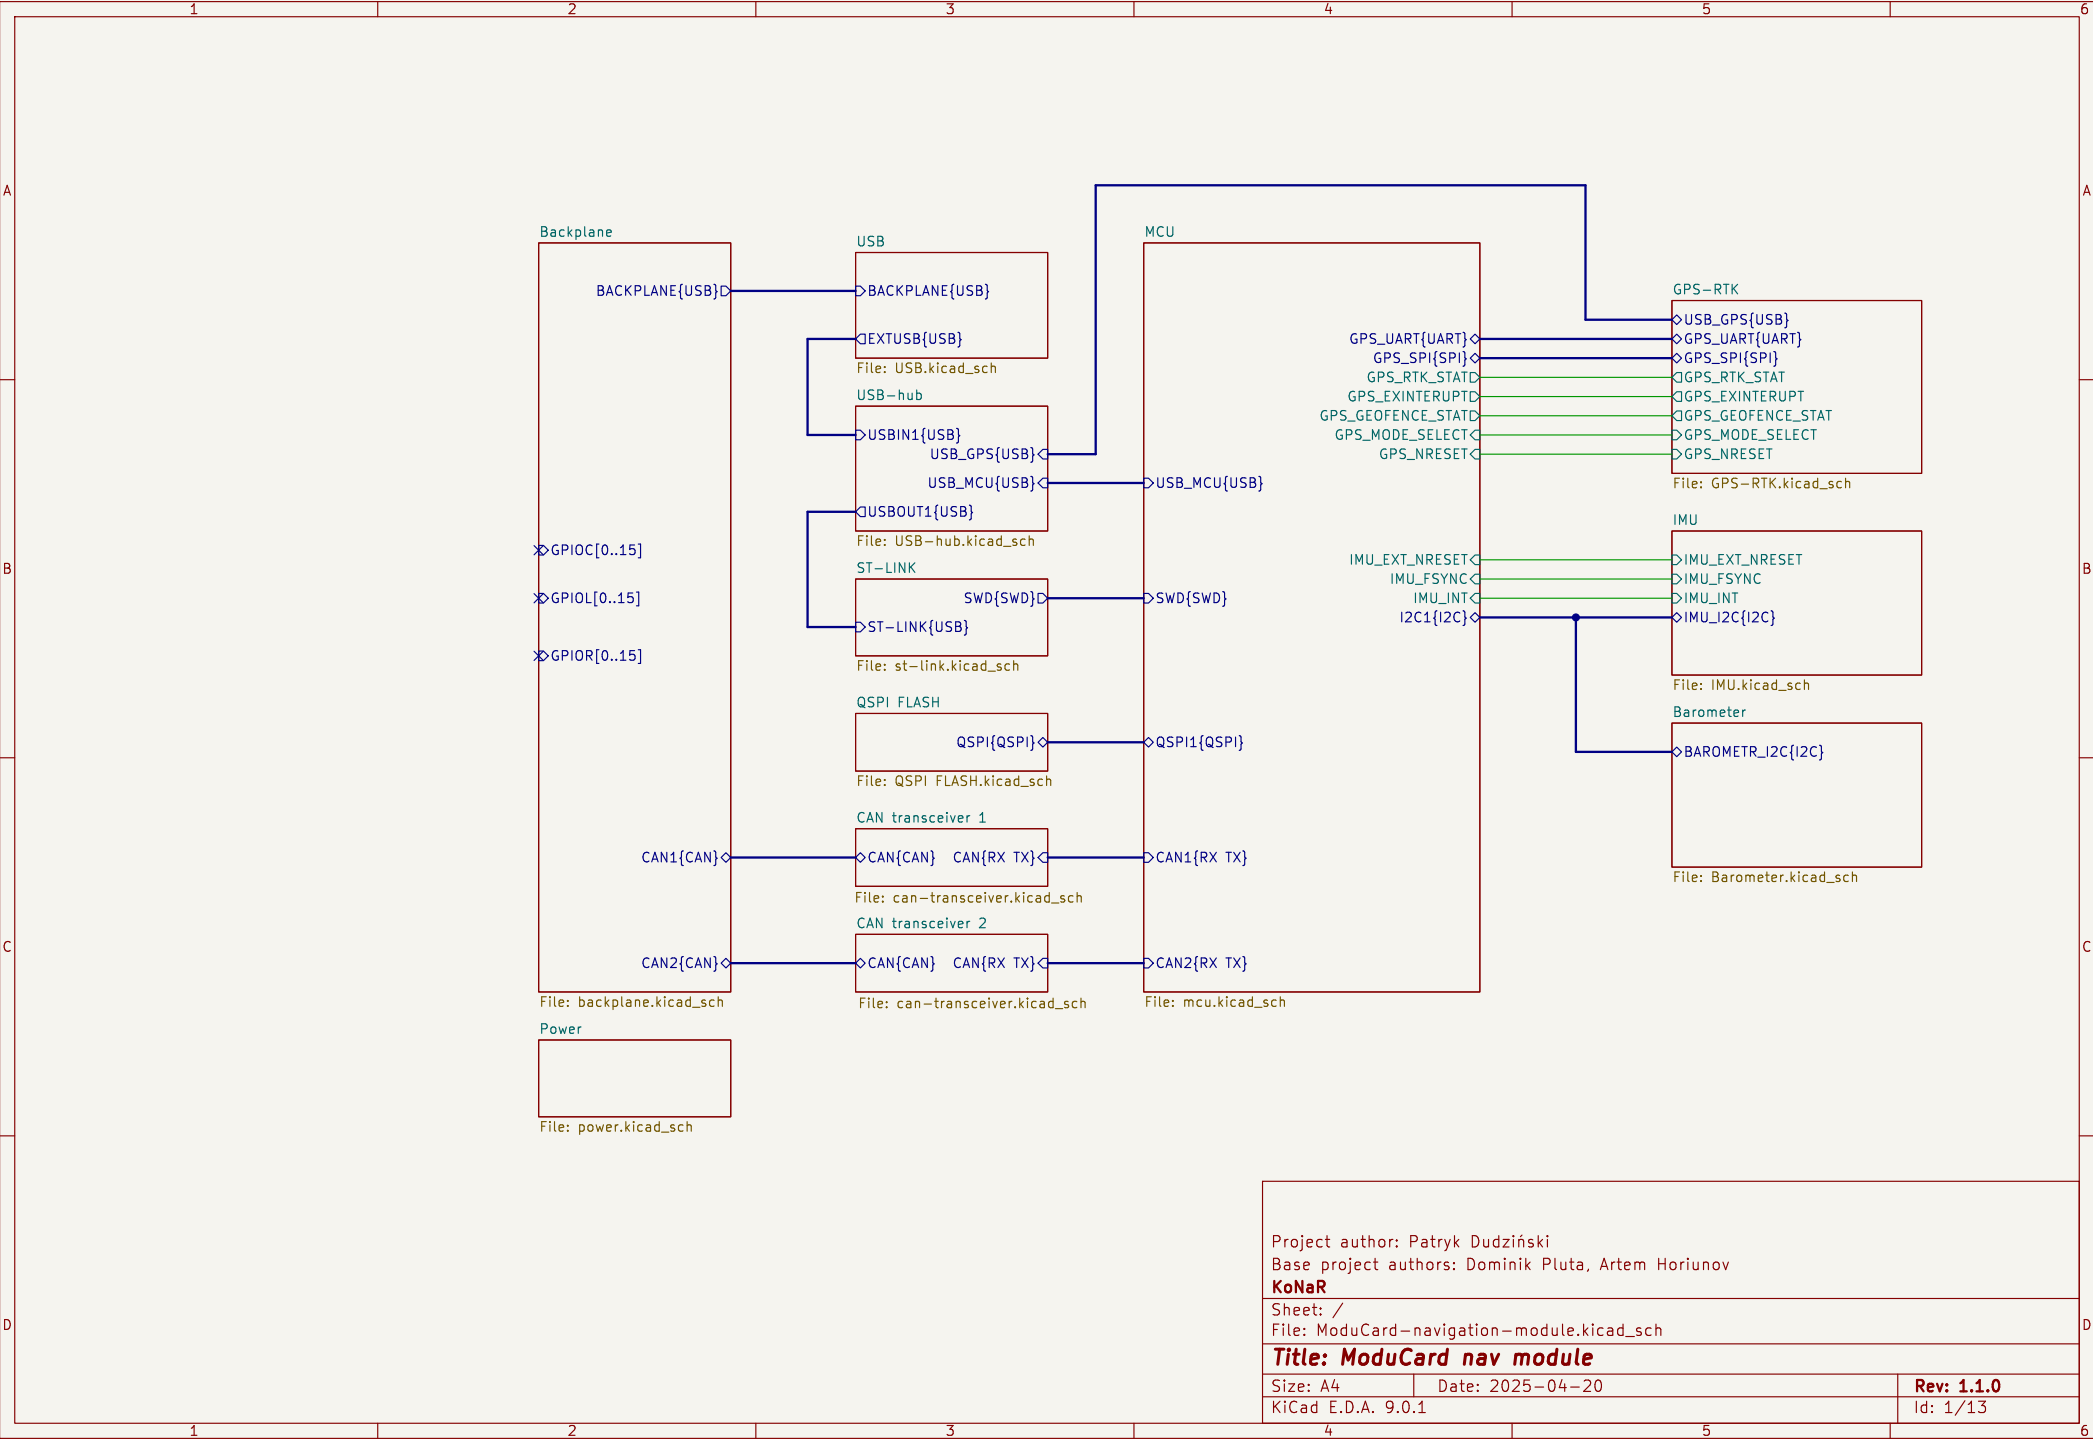 1 2 3 4 5 6
A A
B B
C C
D D
Backplane
BACKPLANE{USB}
GPIOC[0..15]
GPIOL[0..15]
GPIOR[0..15]
CAN1{CAN}
CAN2{CAN}
File: backplane.kicad_sch
Power
File: power.kicad_sch
USB
BACKPLANE{USB}
EXTUSB{USB}
File: USB.kicad_sch
USB-hub
USBIN1{USB}
USB_GPS{USB}
USB_MCU{USB}
USBOUT1{USB}
File: USB-hub.kicad_sch
ST-LINK
SWD{SWD}
ST-LINK{USB}
File: st-link.kicad_sch
QSPI FLASH
QSPI{QSPI}
File: QSPI FLASH.kicad_sch
CAN transceiver 1
CAN{CAN} CAN{RX TX}
File: can-transceiver.kicad_sch
CAN transceiver 2
CAN{CAN} CAN{RX TX}
File: can-transceiver.kicad_sch
MCU
GPS_UART{UART}
GPS_SPI{SPI}
GPS_RTK_STAT
GPS_EXINTERUPT
GPS_GEOFENCE_STAT
GPS_MODE_SELECT
GPS_NRESET
USB_MCU{USB}
IMU_EXT_NRESET
IMU_FSYNC
SWD{SWD} IMU_INT
I2C1{I2C}
QSPI1{QSPI}
CAN1{RX TX}
CAN2{RX TX}
File: mcu.kicad_sch
GPS-RTK
USB_GPS{USB}
GPS_UART{UART}
GPS_SPI{SPI}
GPS_RTK_STAT
GPS_EXINTERUPT
GPS_GEOFENCE_STAT
GPS_MODE_SELECT
GPS_NRESET
File: GPS-RTK.kicad_sch
IMU
IMU_EXT_NRESET
IMU_FSYNC
IMU_INT
IMU_I2C{I2C}
File: IMU.kicad_sch
Barometer
BAROMETR_I2C{I2C}
File: Barometer.kicad_sch
Project author: Patryk Dudziński
Base project authors: Dominik Pluta, Artem Horiunov
KoNaR
Sheet: /
File: ModuCard-navigation-module.kicad_sch
Title: ModuCard nav module
Size: A4 Date: 2025-04-20 Rev: 1.1.0
KiCad E.D.A. 9.0.1 Id: 1/13
1 2 3 4 5 6